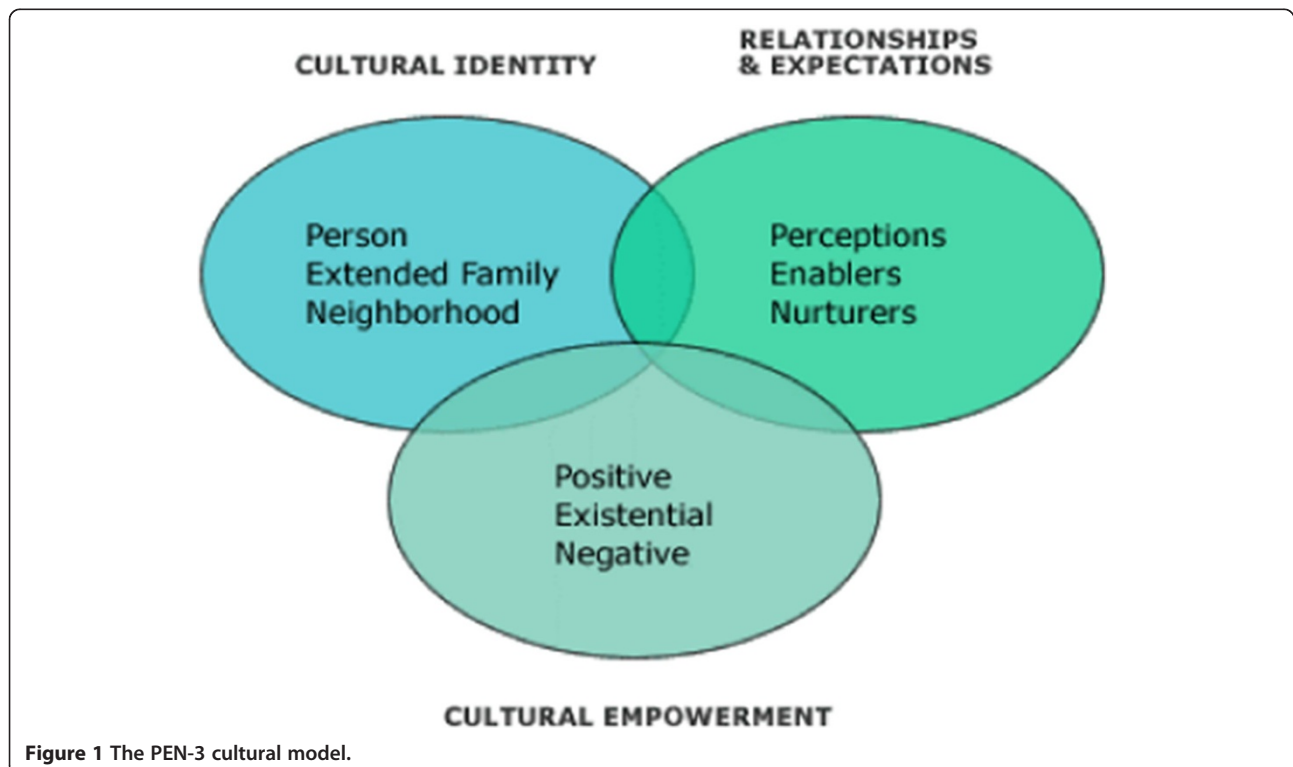 CULTURAL IDENTITY
RELATIONSHIPS
& EXPECTATIONS
Person
Extended Family
Neighborhood
Perceptions
Enablers
Nurturers
Positive
Existential
Negative
CULTURAL EMPOWERMENT
Figure 1 The PEN-3 cultural model.